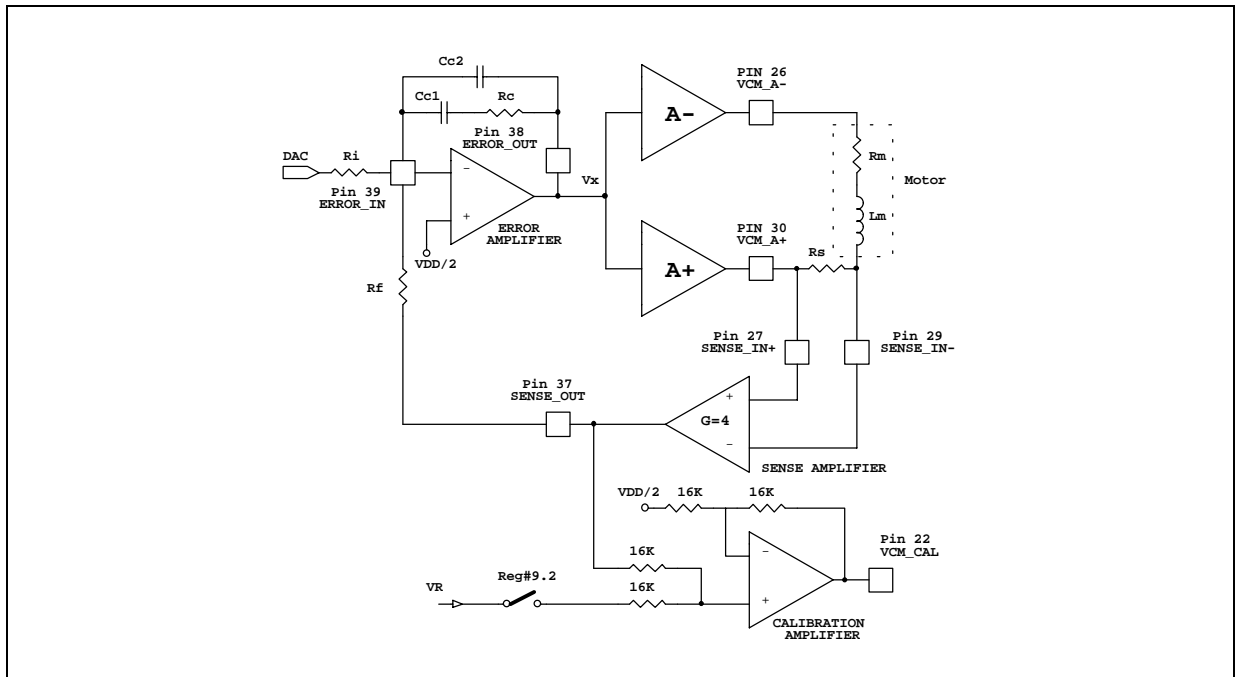 Cc2
Cc1
Rc
Pin 38
ERROR_OUT
DAC
Ri
Pin 39
ERROR_IN
-
+
VDD/2
ERROR
AMPLIFIER
Vx
A-
PIN 26
VCM_A-
Rm
Motor
Lm
A+
PIN 30
VCM_A+
Rs
Rf
Pin 27
SENSE_IN+
Pin 29
SENSE_IN-
Pin 37
SENSE_OUT
+
G=4
-
SENSE AMPLIFIER
VDD/2
16K
16K
Pin 22
VCM_CAL
-
16K
VR
Reg#9.2
16K
+
CALIBRATION
AMPLIFIER